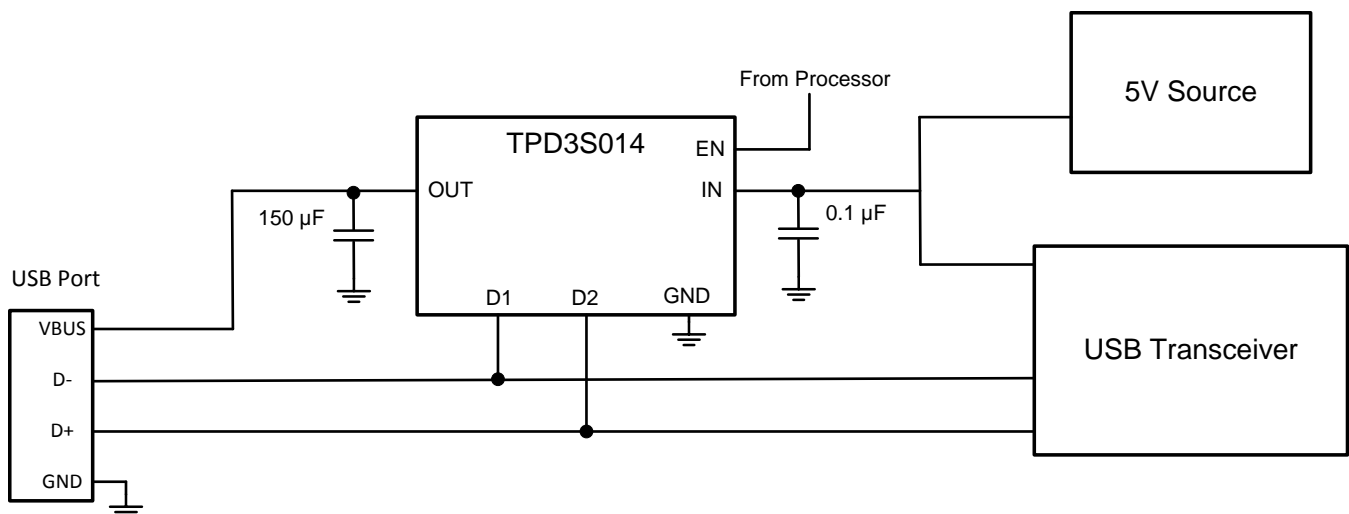 From Processor
5V Source
TPD3S014
EN
OUT
IN
150 µF
0.1 µF
USB Port
D1
D2
GND
VBUS
USB Transceiver
D-
D+
GND